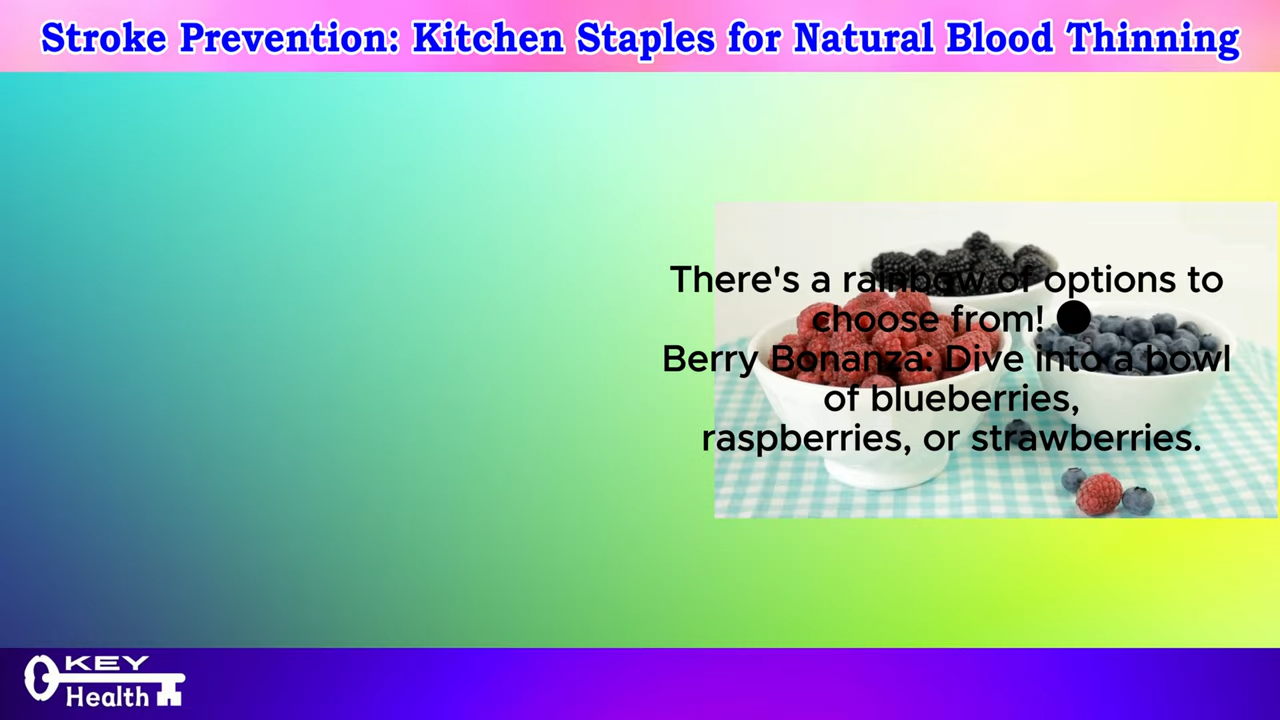 Stroke Prevention: Kitchen Staples for Natural Blood Thinning
There's a rainbow of options to
choose from!
Berry Bonanza: Dive into a bowl
of blueberries,
raspberries, or strawberries.
KEY
Health